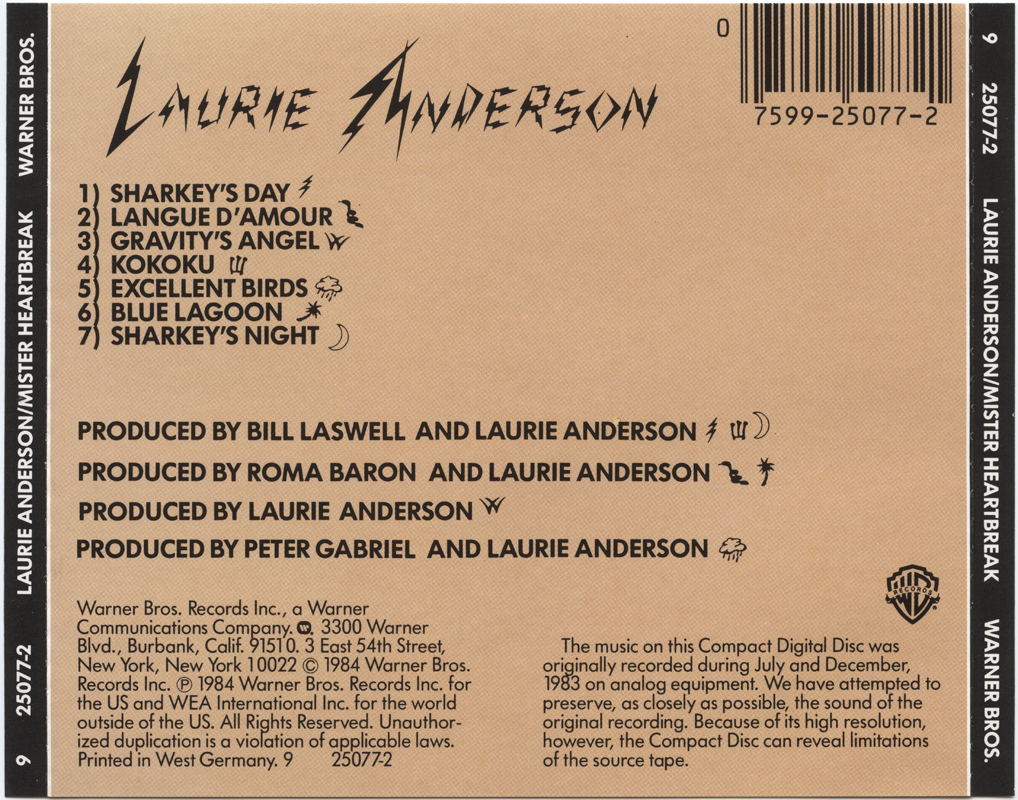 WARNER BROS.
LAURIE ANDERSON/MISTER HEARTBREAK
25077-2
9
LAURIE ANDERSON
0
7599-25077-2
1) SHARKEY'S DAY
2) LANGUE D'AMOUR
3) GRAVITY'S ANGEL
4) KOKOKU
5) EXCELLENT BIRDS
6) BLUE LAGOON
7) SHARKEY'S NIGHT
PRODUCED BY BILL LASWELL AND LAURIE ANDERSON
PRODUCED BY ROMA BARON AND LAURIE ANDERSON
PRODUCED BY LAURIE ANDERSON
PRODUCED BY PETER GABRIEL AND LAURIE ANDERSON
Warner Bros. Records Inc., a Warner
Communications Company. 3300 Warner
Blvd., Burbank, Calif. 91510. 3 East 54th Street,
New York, New York 10022 © 1984 Warner Bros.
Records Inc. ℗ 1984 Warner Bros. Records Inc. for
the US and WEA International Inc. for the world
outside of the US. All Rights Reserved. Unauthor-
ized duplication is a violation of applicable laws.
Printed in West Germany. 9 25077-2
WB
RECORDS
®
The music on this Compact Digital Disc was
originally recorded during July and December,
1983 on analog equipment. We have attempted to
preserve, as closely as possible, the sound of the
original recording. Because of its high resolution,
however, the Compact Disc can reveal limitations
of the source tape.
9
25077-2
LAURIE ANDERSON/MISTER HEARTBREAK
WARNER BROS.